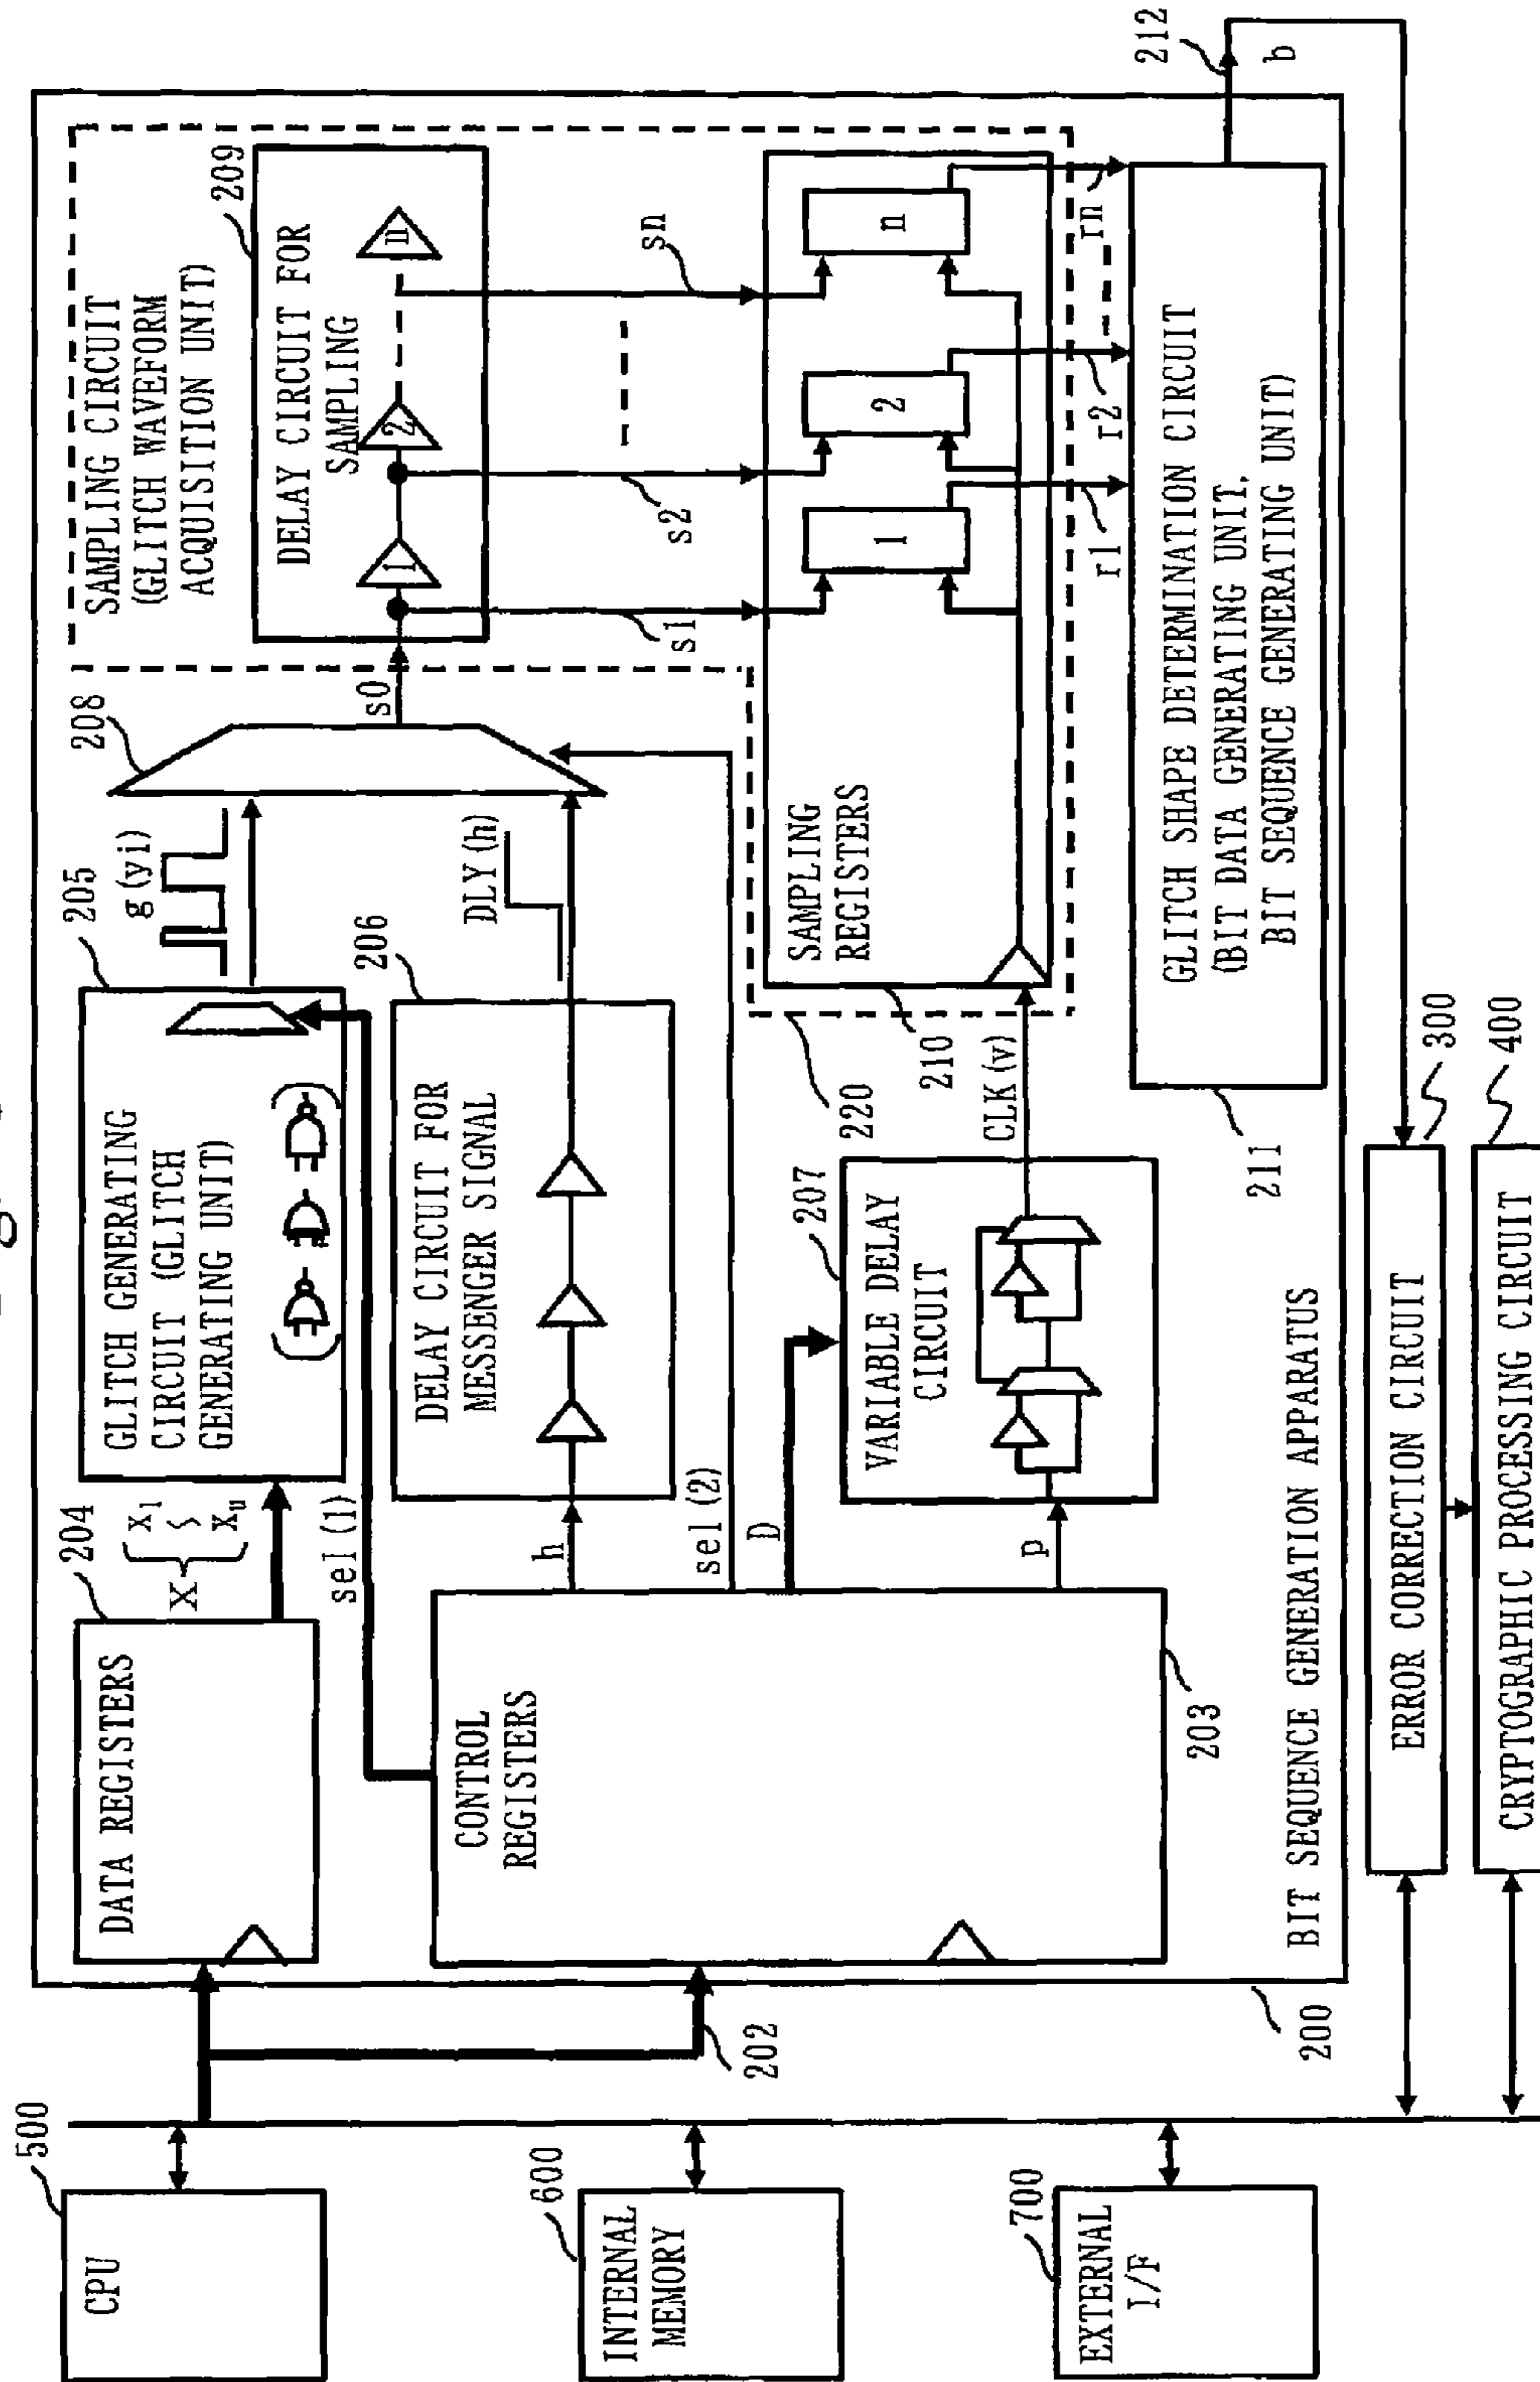 500
CPU
600
INTERNAL
MEMORY
700
EXTERNAL
I/F
202
200
BIT SEQUENCE GENERATION APPARATUS
DATA REGISTERS
204
X
x1
xu
sel (1)
CONTROL
REGISTERS
203
h
sel (2)
D
p
GLITCH GENERATING
CIRCUIT (GLITCH
GENERATING UNIT)
205
g (yi)
DELAY CIRCUIT FOR
MESSENGER SIGNAL
206
DLY (h)
VARIABLE DELAY
CIRCUIT
207
CLK (v)
208
s0
SAMPLING CIRCUIT
(GLITCH WAVEFORM
ACQUISITION UNIT)
DELAY CIRCUIT FOR
SAMPLING
209
1
2
n
s1
s2
sn
SAMPLING
REGISTERS
1
2
n
210
220
r1
r2
rn
GLITCH SHAPE DETERMINATION CIRCUIT
(BIT DATA GENERATING UNIT,
BIT SEQUENCE GENERATING UNIT)
211
212
b
ERROR CORRECTION CIRCUIT
300
CRYPTOGRAPHIC PROCESSING CIRCUIT
400